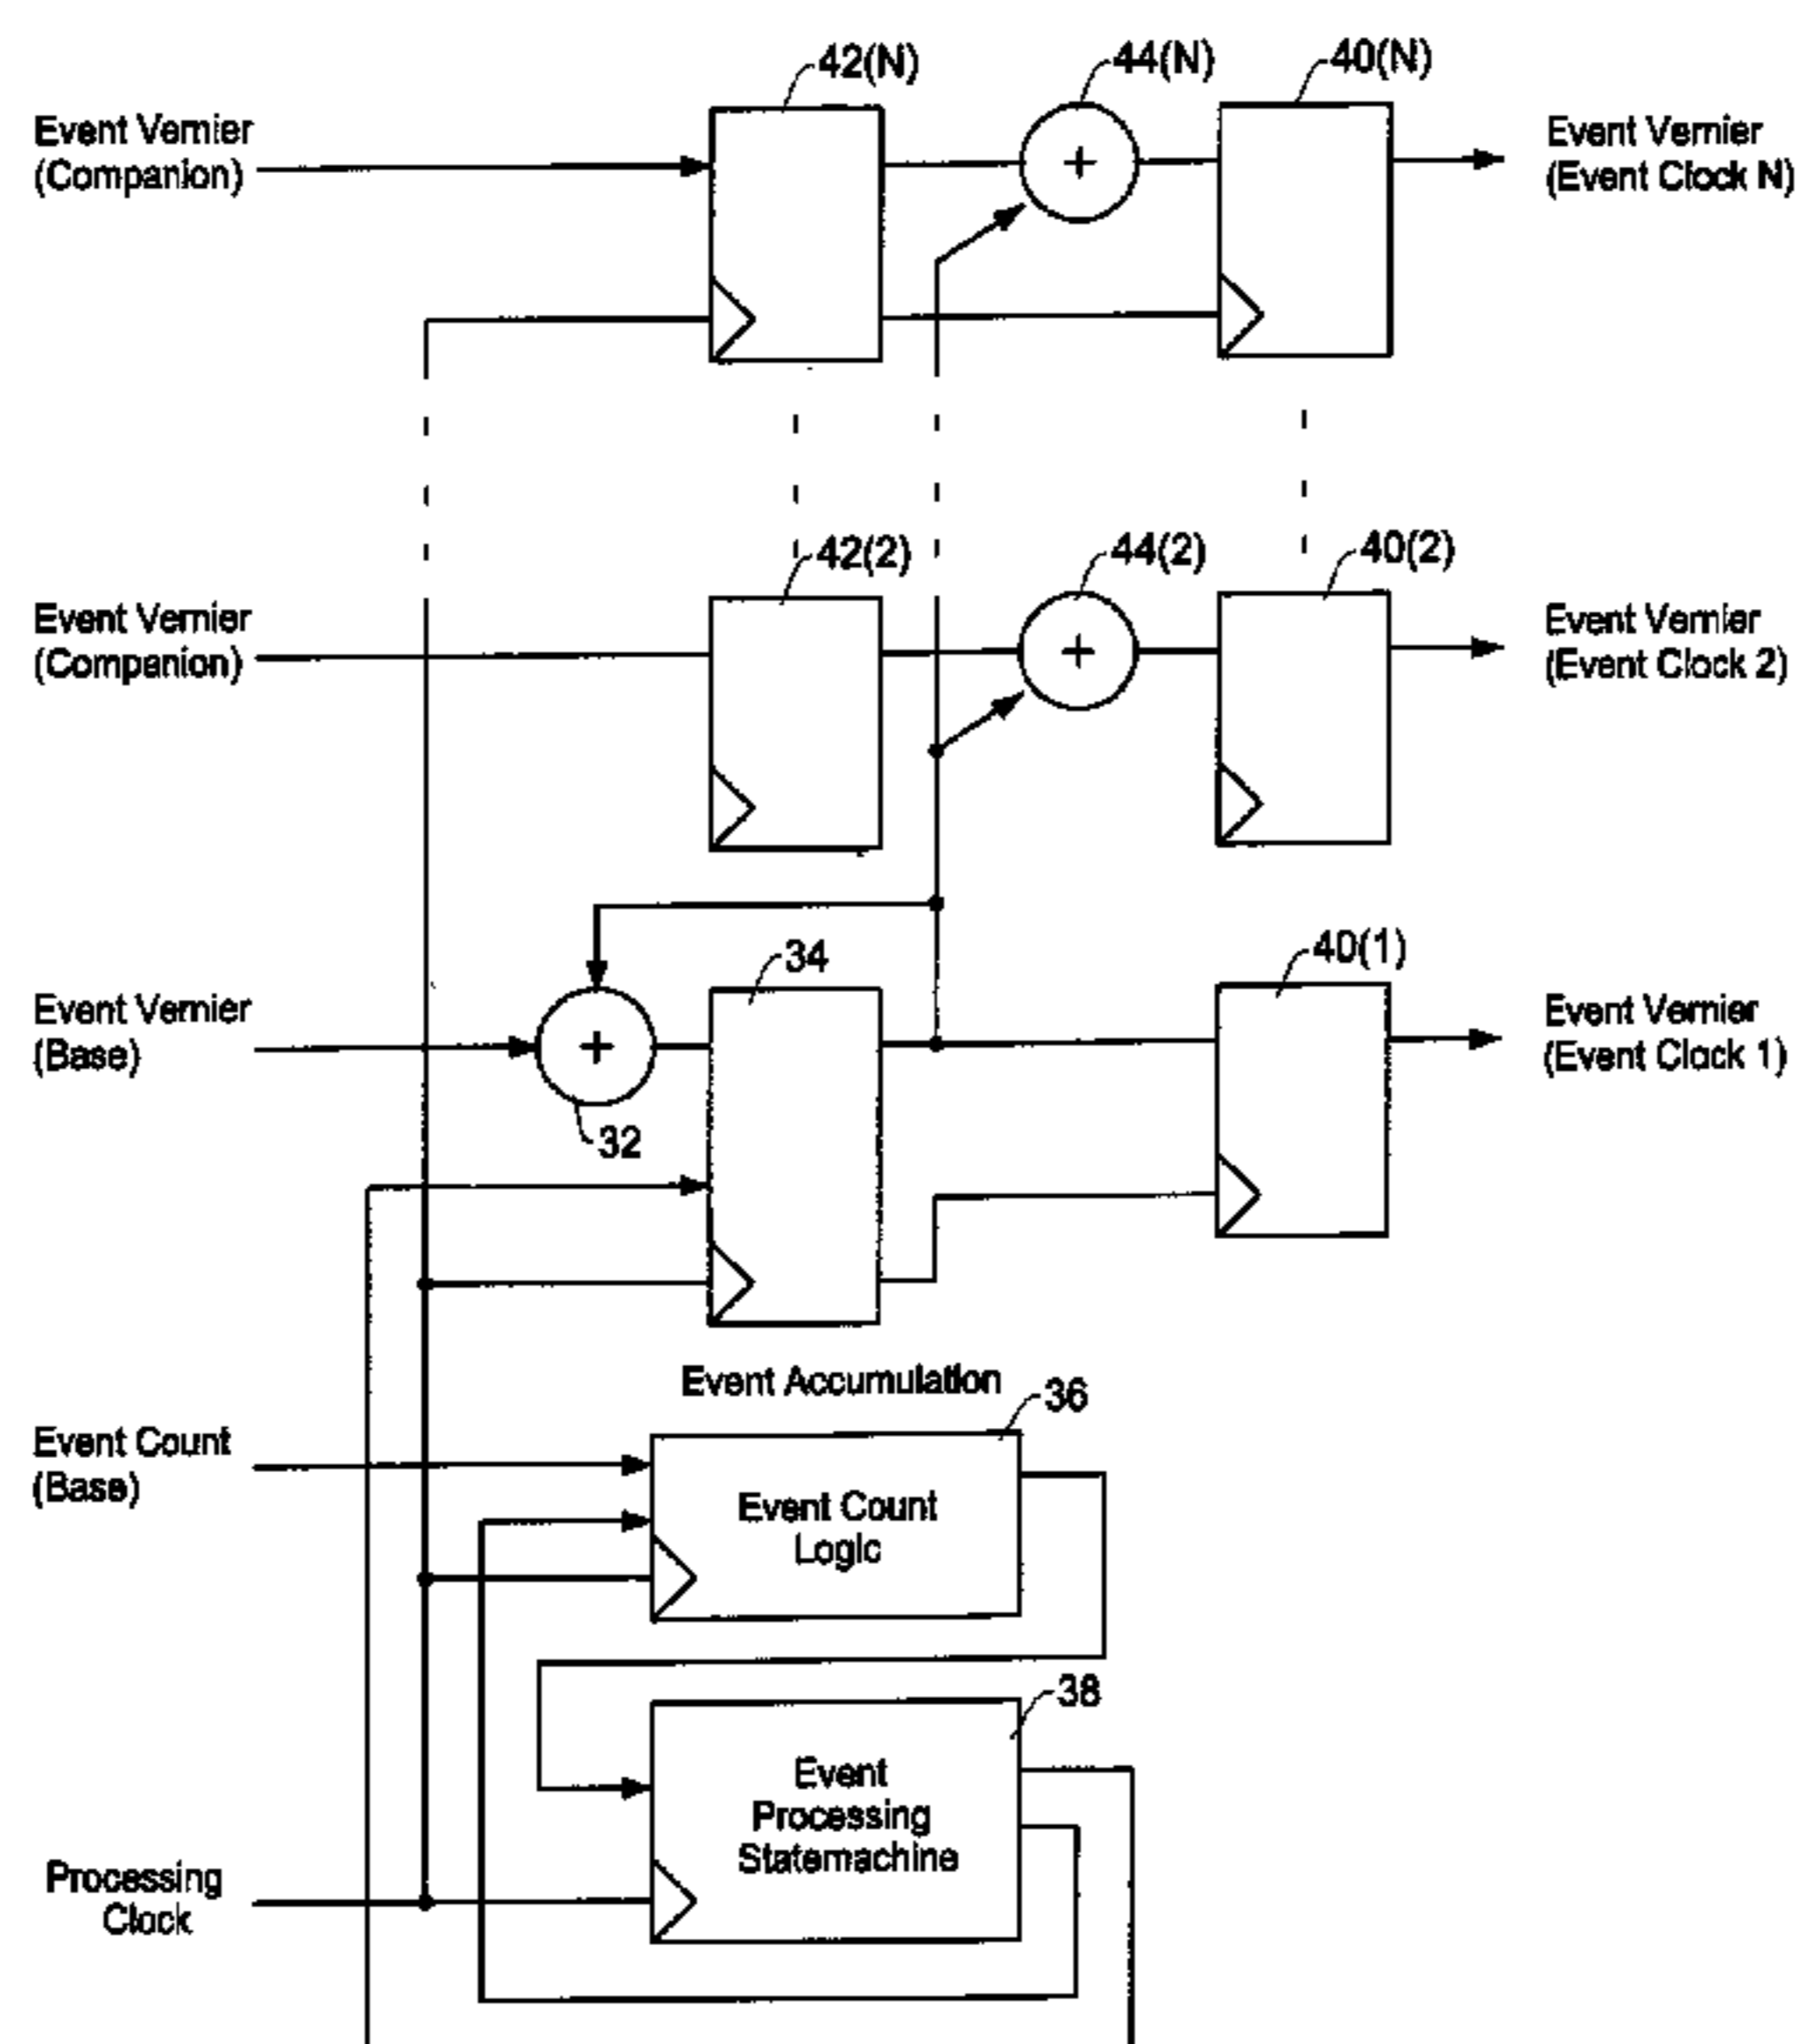 42(N)
44(N)
40(N)
Event Vernier
(Companion)
+
Event Vernier
(Event Clock N)
42(2)
44(2)
40(2)
Event Vernier
(Companion)
+
Event Vernier
(Event Clock 2)
34
40(1)
Event Vernier
(Base)
+
Event Vernier
(Event Clock 1)
32
Event Accumulation
36
Event Count
(Base)
Event Count
Logic
38
Event
Processing
Statemachine
Processing
Clock